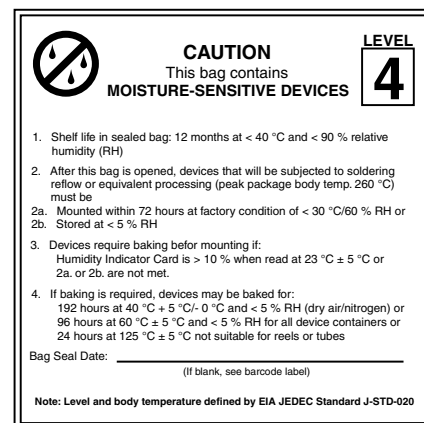 LEVEL
4
CAUTION
This bag contains
MOISTURE-SENSITIVE DEVICES
1. Shelf life in sealed bag: 12 months at < 40 °C and < 90 % relative
humidity (RH)
2. After this bag is opened, devices that will be subjected to soldering
reflow or equivalent processing (peak package body temp. 260 °C)
must be
2a. Mounted within 72 hours at factory condition of < 30 °C/60 % RH or
2b. Stored at < 5 % RH
3. Devices require baking befor mounting if:
Humidity Indicator Card is > 10 % when read at 23 °C ± 5 °C or
2a. or 2b. are not met.
4. If baking is required, devices may be baked for:
192 hours at 40 °C + 5 °C/- 0 °C and < 5 % RH (dry air/nitrogen) or
96 hours at 60 °C ± 5 °C and < 5 % RH for all device containers or
24 hours at 125 °C ± 5 °C not suitable for reels or tubes
Bag Seal Date:
(If blank, see barcode label)
Note: Level and body temperature defined by EIA JEDEC Standard J-STD-020